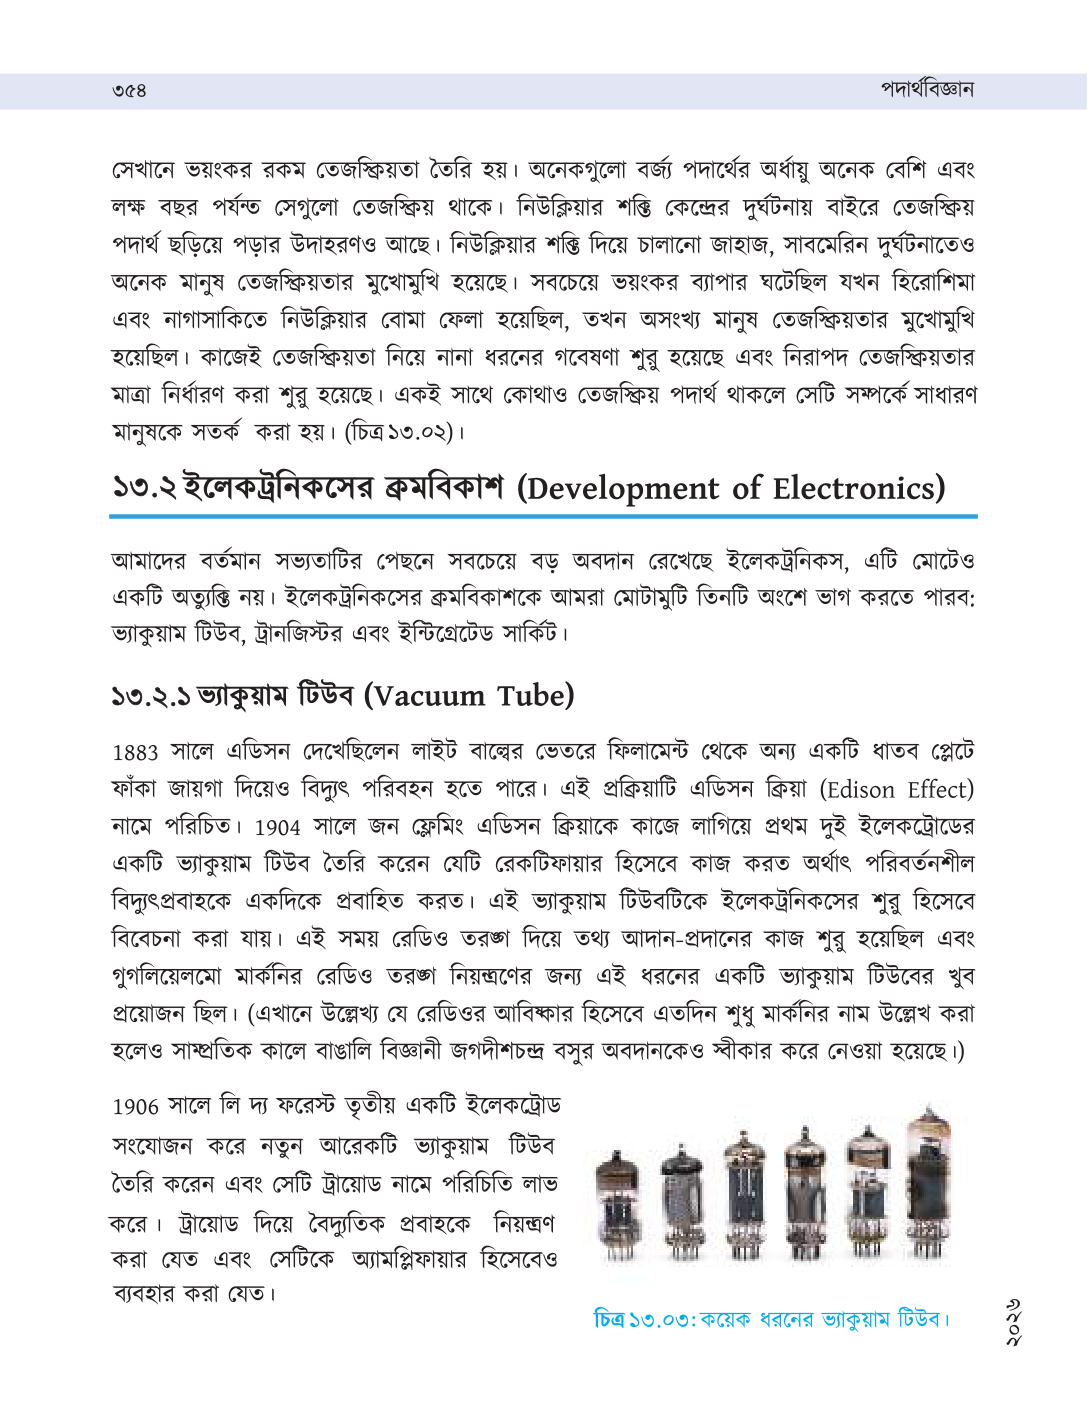 ৩৫৪
পদার্থবিজ্ঞান
সেখানে ভয়ংকর রকম তেজস্ক্রিয়তা তৈরি হয়। অনেকগুলো বর্জ্য পদার্থের অর্ধায়ু অনেক বেশি এবং
লক্ষ বছর পর্যন্ত সেগুলো তেজস্ক্রিয় থাকে। নিউক্লিয়ার শক্তি কেন্দ্রের দুর্ঘটনায় বাইরে তেজস্ক্রিয়
পদার্থ ছড়িয়ে পড়ার উদাহরণও আছে। নিউক্লিয়ার শক্তি দিয়ে চালানো জাহাজ, সাবমেরিন দুর্ঘটনাতেও
অনেক মানুষ তেজস্ক্রিয়তার মুখোমুখি হয়েছে। সবচেয়ে ভয়ংকর ব্যাপার ঘটেছিল যখন হিরোশিমা
এবং নাগাসাকিতে নিউক্লিয়ার বোমা ফেলা হয়েছিল, তখন অসংখ্য মানুষ তেজস্ক্রিয়তার মুখোমুখি
হয়েছিল। কাজেই তেজস্ক্রিয়তা নিয়ে নানা ধরনের গবেষণা শুরু হয়েছে এবং নিরাপদ তেজস্ক্রিয়তার
মাত্রা নির্ধারণ করা শুরু হয়েছে। একই সাথে কোথাও তেজস্ক্রিয় পদার্থ থাকলে সেটি সম্পর্কে সাধারণ
মানুষকে সতর্ক করা হয়। (চিত্র ১৩.০২)।
১৩.২ ইলেকট্রনিকসের ক্রমবিকাশ (Development of Electronics)
আমাদের বর্তমান সভ্যতাটির পেছনে সবচেয়ে বড় অবদান রেখেছে ইলেকট্রনিকস, এটি মোটেও
একটি অত্যুক্তি নয়। ইলেকট্রনিকসের ক্রমবিকাশকে আমরা মোটামুটি তিনটি অংশে ভাগ করতে পারব:
ভ্যাকুয়াম টিউব, ট্রানজিস্টর এবং ইন্টিগ্রেটেড সার্কিট।
১৩.২.১ ভ্যাকুয়াম টিউব (Vacuum Tube)
1883 সালে এডিসন দেখেছিলেন লাইট বাল্বের ভেতরে ফিলামেন্ট থেকে অন্য একটি ধাতব প্লেটে
ফাঁকা জায়গা দিয়েও বিদ্যুৎ পরিবহন হতে পারে। এই প্রক্রিয়াটি এডিসন ক্রিয়া (Edison Effect)
নামে পরিচিত। 1904 সালে জন ফ্লেমিং এডিসন ক্রিয়াকে কাজে লাগিয়ে প্রথম দুই ইলেকট্রোডের
একটি ভ্যাকুয়াম টিউব তৈরি করেন যেটি রেকটিফায়ার হিসেবে কাজ করত অর্থাৎ পরিবর্তনশীল
বিদ্যুৎপ্রবাহকে একদিকে প্রবাহিত করত। এই ভ্যাকুয়াম টিউবটিকে ইলেকট্রনিকসের শুরু হিসেবে
বিবেচনা করা যায়। এই সময় রেডিও তরঙ্গ দিয়ে তথ্য আদান-প্রদানের কাজ শুরু হয়েছিল এবং
গুগলিয়েলমো মার্কনির রেডিও তরঙ্গ নিয়ন্ত্রণের জন্য এই ধরনের একটি ভ্যাকুয়াম টিউবের খুব
প্রয়োজন ছিল। (এখানে উল্লেখ্য যে রেডিওর আবিষ্কার হিসেবে এতদিন শুধু মার্কনির নাম উল্লেখ করা
হলেও সাম্প্রতিক কালে বাঙালি বিজ্ঞানী জগদীশচন্দ্র বসুর অবদানকেও স্বীকার করে নেওয়া হয়েছে।)
1906 সালে লি দ্য ফরেস্ট তৃতীয় একটি ইলেকট্রোড
সংযোজন করে নতুন আরেকটি ভ্যাকুয়াম টিউব
তৈরি করেন এবং সেটি ট্রায়োড নামে পরিচিতি লাভ
করে। ট্রায়োড দিয়ে বৈদ্যুতিক প্রবাহকে নিয়ন্ত্রণ
করা যেত এবং সেটিকে অ্যামপ্লিফায়ার হিসেবেও
ব্যবহার করা যেত।
চিত্র ১৩.০৩: কয়েক ধরনের ভ্যাকুয়াম টিউব।
২০২৬